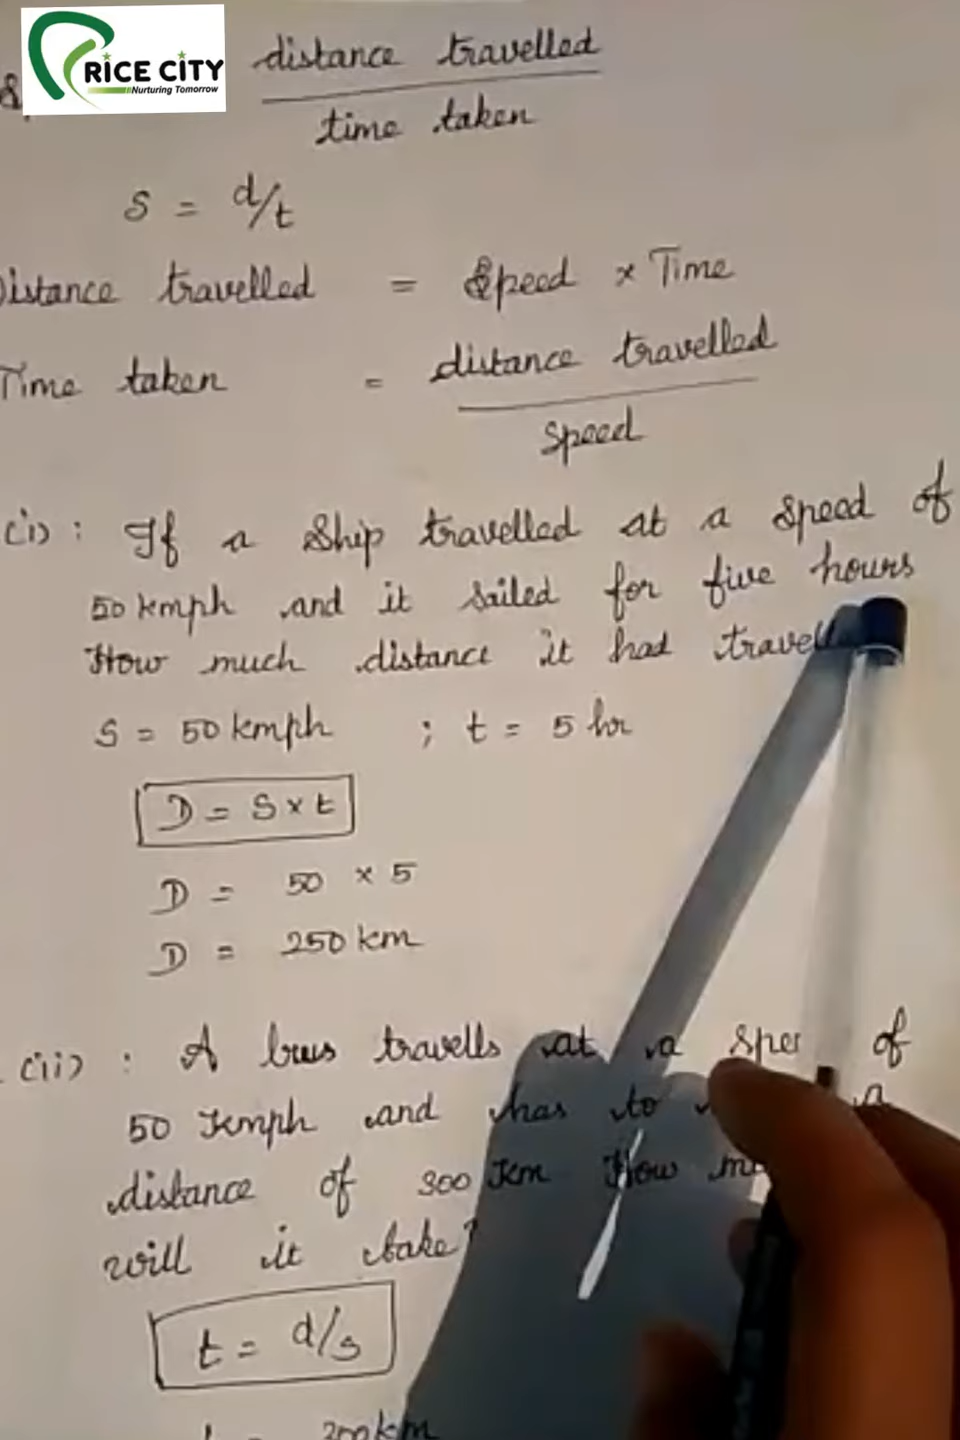 RICE CITY
Nurturing Tomorrow
distance travelled
time taken
S = d/t
Distance travelled = Speed × Time
Time taken = distance travelled
Speed
(i) : If a ship travelled at a speed of
50 kmph and it sailed for five hours
How much distance it had
S = 50 kmph ; t = 5 hr
D = S × t
D = 50 × 5
D = 250 km
(ii) : A bus travells at a of
50 Kmph and has to a
distance of 300 Km How
will it take?
t = d/s
300km